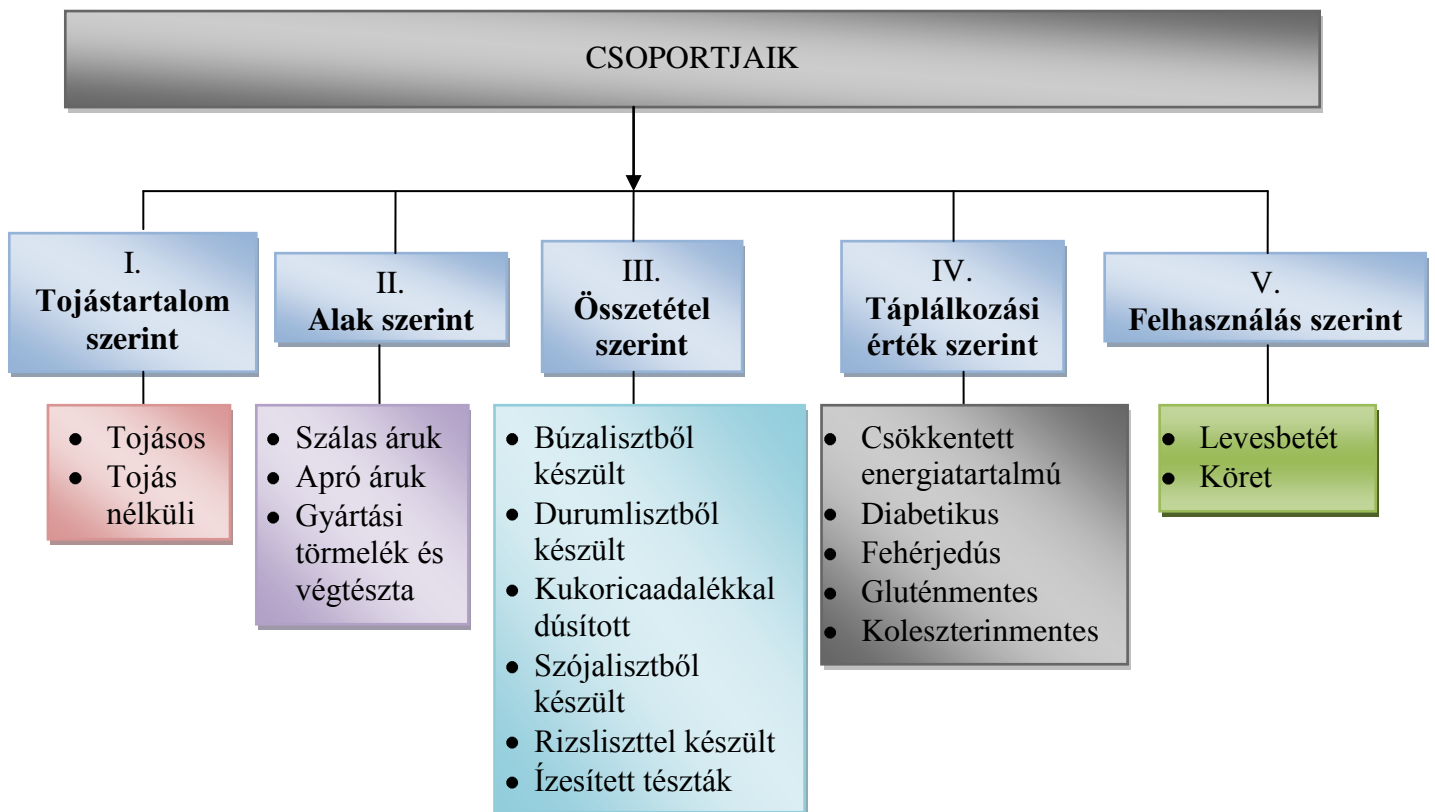 CSOPORTJAIK
I.
Tojástartalom
szerint
II.
Alak szerint
III.
Összetétel
szerint
IV.
Táplálkozási
érték szerint
V.
Felhasználás szerint
• Tojásos
• Tojás
nélküli
• Szálas áruk
• Apró áruk
• Gyártási
törmelék és
végtészta
• Búzalisztből
készült
• Durumlisztből
készült
• Kukoricaadalékkal
dúsított
• Szójalisztből
készült
• Rizsliszttel készült
• Ízesített tészták
• Csökkentett
energiatartalmú
• Diabetikus
• Fehérjedús
• Gluténmentes
• Koleszterinmentes
• Levesbetét
• Köret